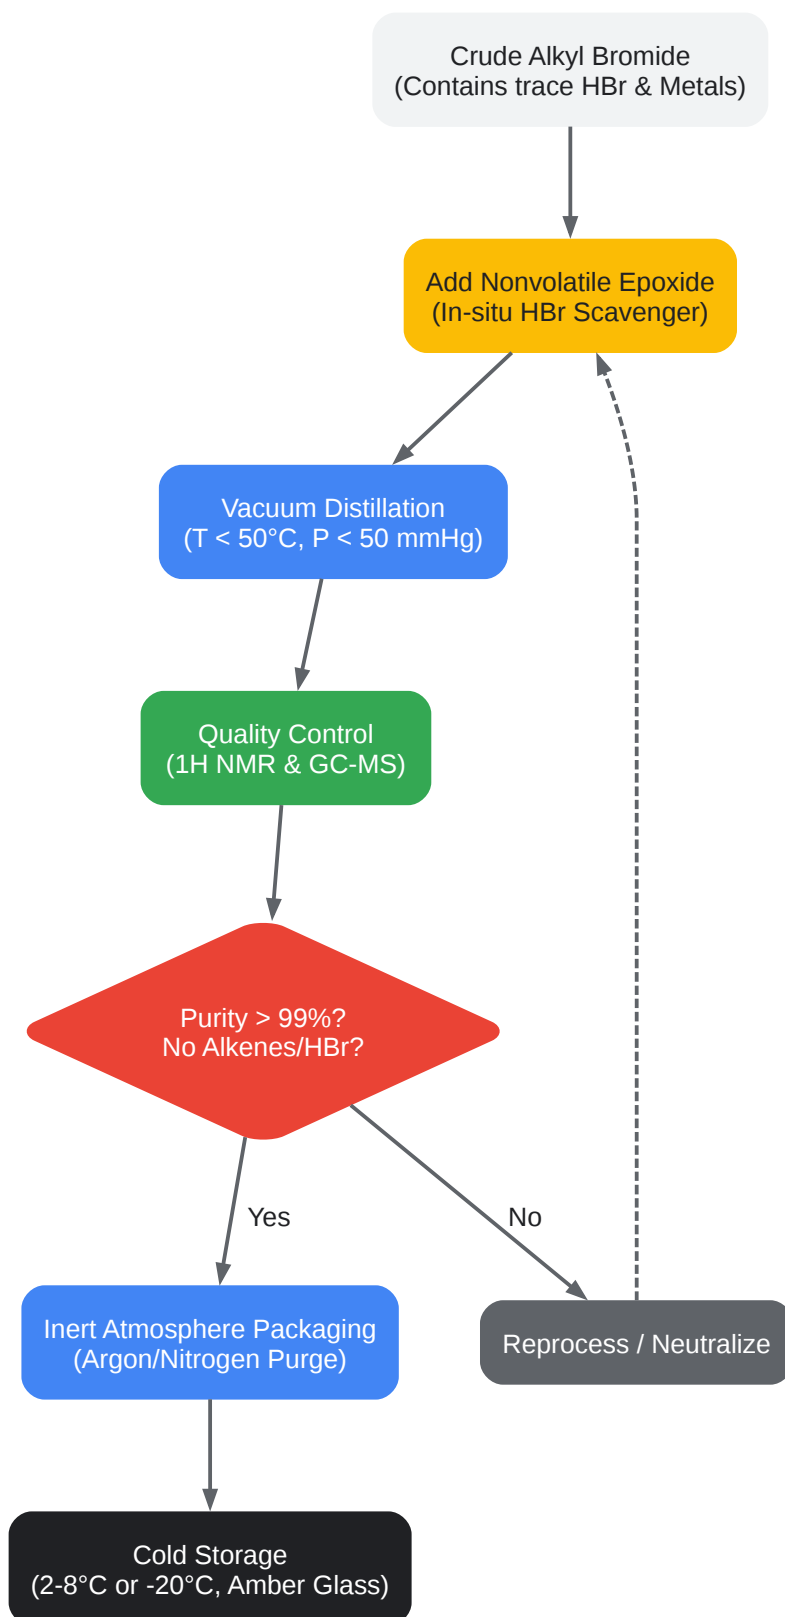 Crude Alkyl Bromide
(Contains trace HBr & Metals)
Add Nonvolatile Epoxide
(In-situ HBr Scavenger)
Vacuum Distillation
(T < 50°C, P < 50 mmHg)
Quality Control
(1H NMR & GC-MS)
Purity > 99%?
No Alkenes/HBr?
Yes
No
Inert Atmosphere Packaging
(Argon/Nitrogen Purge)
Reprocess / Neutralize
Cold Storage
(2-8°C or -20°C, Amber Glass)